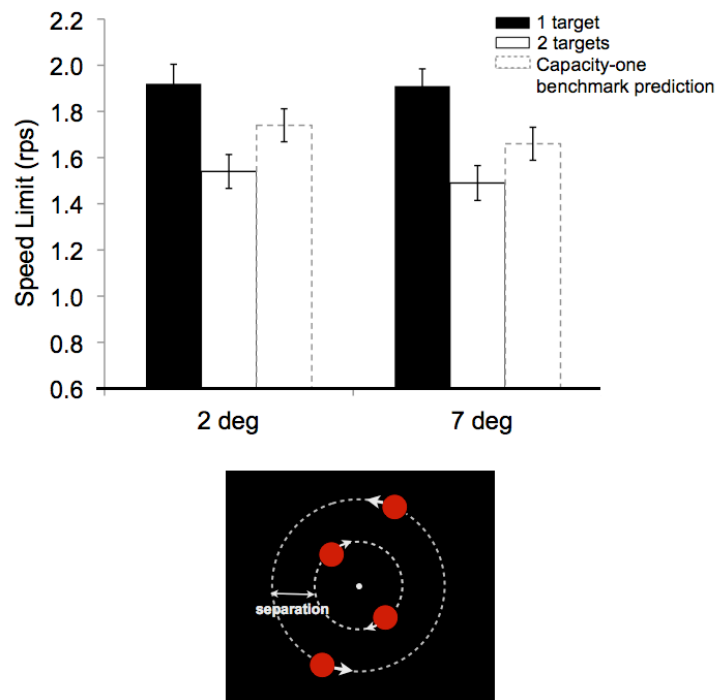 2.2
2.0
1.8
1.6
1.4
1.2
1.0
0.8
0.6
Speed Limit (rps)
1 target
2 targets
Capacity-one
benchmark prediction
2 deg
7 deg
separation